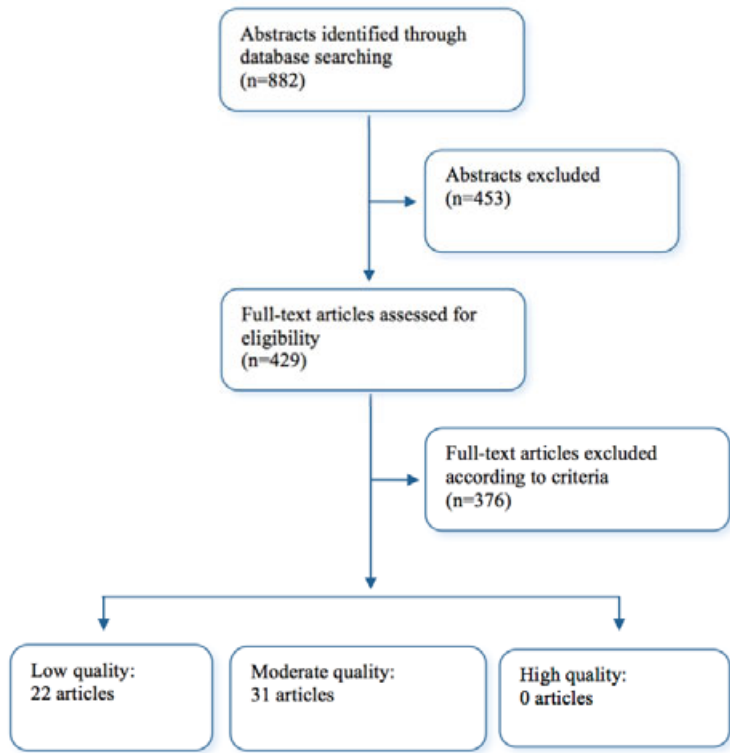 Abstracts identified through
database searching
(n=882)
Abstracts excluded
(n=453)
Full-text articles assessed for
eligibility
(n=429)
Full-text articles excluded
according to criteria
(n=376)
Low quality:
22 articles
Moderate quality:
31 articles
High quality:
0 articles